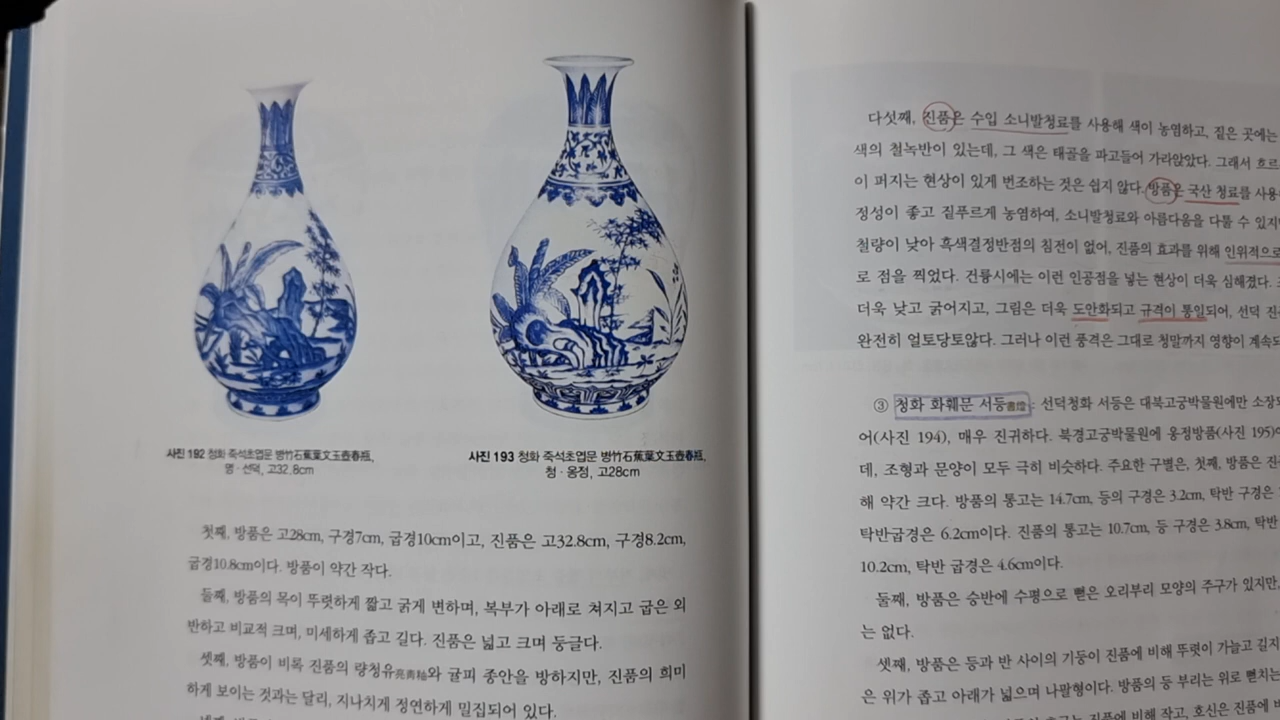 사진 192 청화 죽석초엽문 병竹石蕉葉文玉壺春甁,
명·선덕, 고32.8cm
사진 193 청화 죽석초엽문 병竹石蕉葉文玉壺春甁,
청·옹정, 고28cm
첫째, 방품은 고28cm, 구경7cm, 굽경10cm이고, 진품은 고32.8cm, 구경8.2cm,
굽경10.8cm이다. 방품이 약간 작다.
둘째, 방품의 목이 뚜렷하게 짧고 굵게 변하며, 복부가 아래로 쳐지고 굽은 외
반하고 비교적 크며, 미세하게 좁고 길다. 진품은 넓고 크며 둥글다.
셋째, 방품이 비록 진품의 량청유亮靑釉와 귤피 종안을 방하지만, 진품의 희미
하게 보이는 것과는 달리, 지나치게 정연하게 밀집되어 있다.
다섯째, 진품은 수입 소니발청료를 사용해 색이 농염하고, 짙은 곳에는
색의 철녹반이 있는데, 그 색은 태골을 파고들어 가라앉았다. 그래서 흐르
이 퍼지는 현상이 있게 번조하는 것은 쉽지 않다. 방품은 국산 청료를 사용
정성이 좋고 짙푸르게 농염하여, 소니발청료와 아름다움을 다툴 수 있지만
철량이 낮아 흑색결정반점의 침전이 없어, 진품의 효과를 위해 인위적으로
로 점을 찍었다. 건륭시에는 이런 인공점을 넣는 현상이 더욱 심해졌다.
더욱 낮고 굵어지고, 그림은 더욱 도안화되고 규격이 통일되어, 선덕 진
완전히 얼토당토않다. 그러나 이런 풍격은 그대로 청말까지 영향이 계속되
③ 청화 화훼문 서등書燈 : 선덕청화 서등은 대북고궁박물원에만 소장되
어(사진 194), 매우 진귀하다. 북경고궁박물원에 옹정방품(사진 195)이
데, 조형과 문양이 모두 극히 비슷하다. 주요한 구별은, 첫째, 방품은 진
해 약간 크다. 방품의 통고는 14.7cm, 등의 구경은 3.2cm, 탁반 구경은
탁반굽경은 6.2cm이다. 진품의 통고는 10.7cm, 등 구경은 3.8cm, 탁반
10.2cm, 탁반 굽경은 4.6cm이다.
둘째, 방품은 승반에 수평으로 뻗은 오리부리 모양의 주구가 있지만,
는 없다.
셋째, 방품은 등과 반 사이의 기둥이 진품에 비해 뚜렷이 가늘고 길지
은 위가 좁고 아래가 넓으며 나팔형이다. 방품의 등 부리는 위로 뻗치는
진품에 비해 작고, 호신은 진품에 비